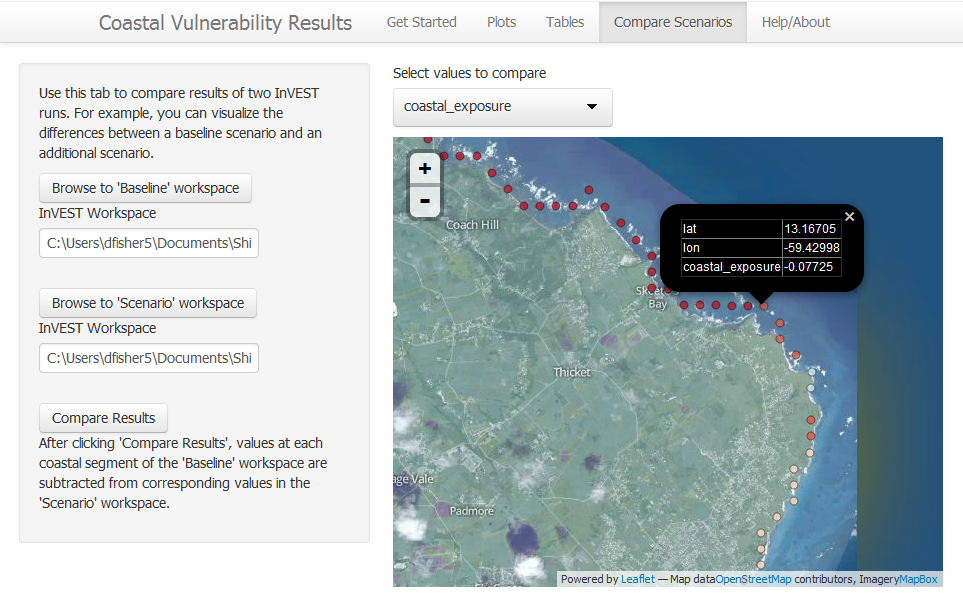 Coastal Vulnerability Results Get Started Plots Tables Compare Scenarios Help/About
Use this tab to compare results of two InVEST
runs. For example, you can visualize the
differences between a baseline scenario and an
additional scenario.
Browse to 'Baseline' workspace
InVEST Workspace
C:\Users\dfisher5\Documents\Shi
Browse to 'Scenario' workspace
InVEST Workspace
C:\Users\dfisher5\Documents\Shi
Compare Results
After clicking 'Compare Results', values at each
coastal segment of the 'Baseline' workspace are
subtracted from corresponding values in the
'Scenario' workspace.
Select values to compare
coastal_exposure
+
-
Coach Hill
×
lat 13.16705
lon -59.42998
coastal_exposure -0.07725
Bay
Thicket
age Vale
Padmore
Powered by Leaflet — Map dataOpenStreetMap contributors, ImageryMapBox